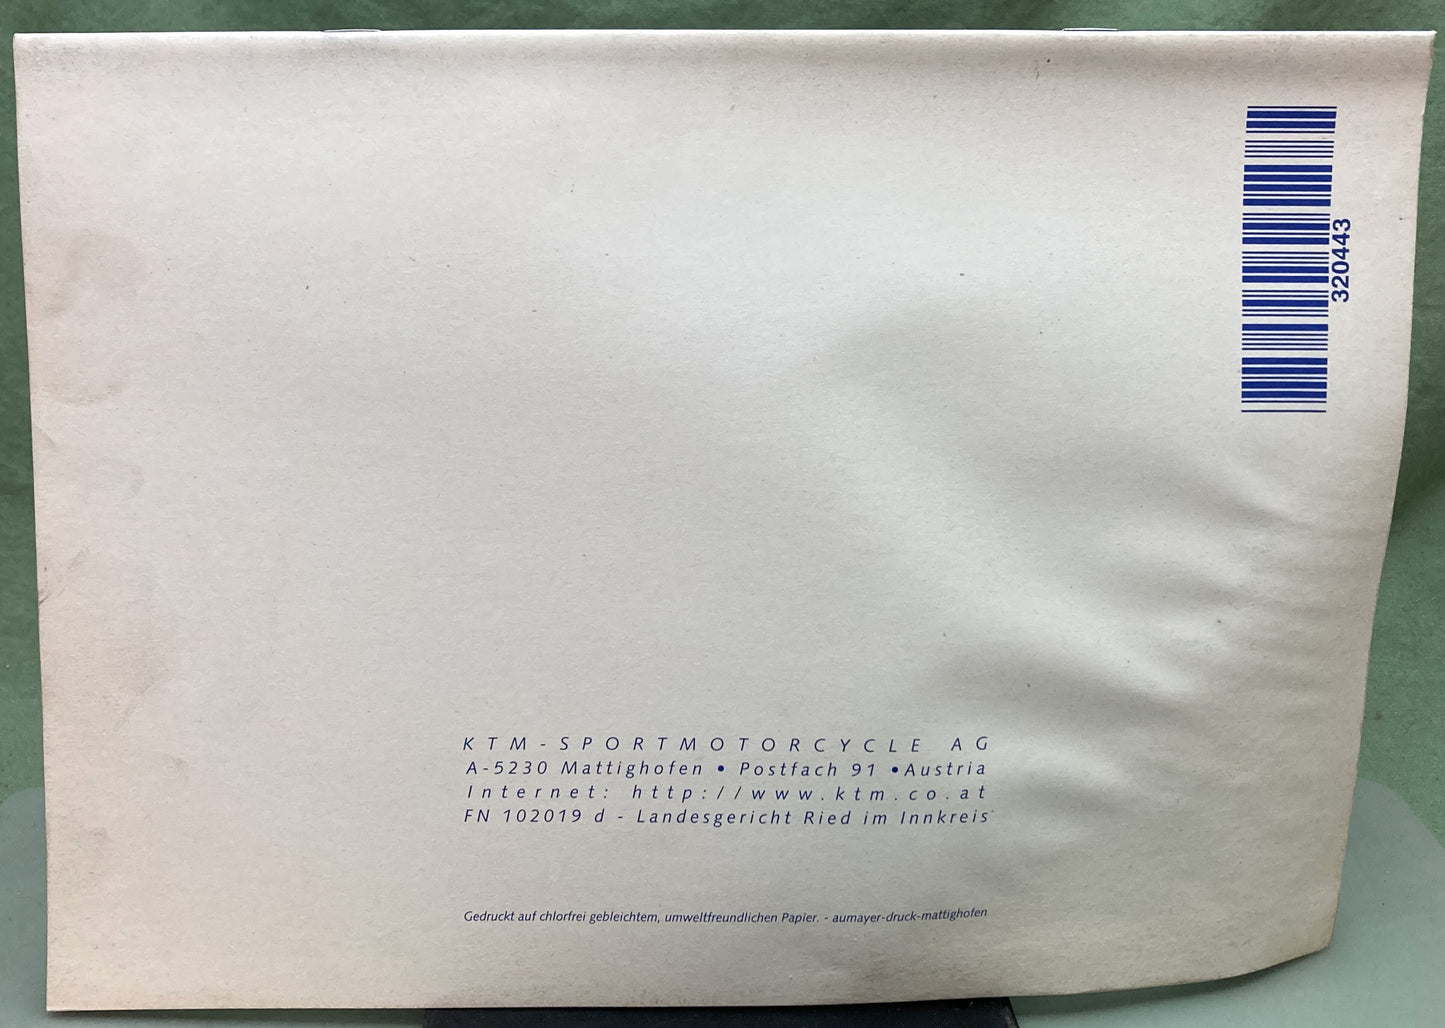 320443
KTM-SPORTMOTORCYCLE AG
A-5230 Mattighofen • Postfach 91 •Austria
Internet: http://www.ktm.co.at
FN 102019 d - Landesgericht Ried im Innkreis
Gedruckt auf chlorfrei gebleichtem, umweltfreundlichen Papier. - aumayer-druck-mattighofen